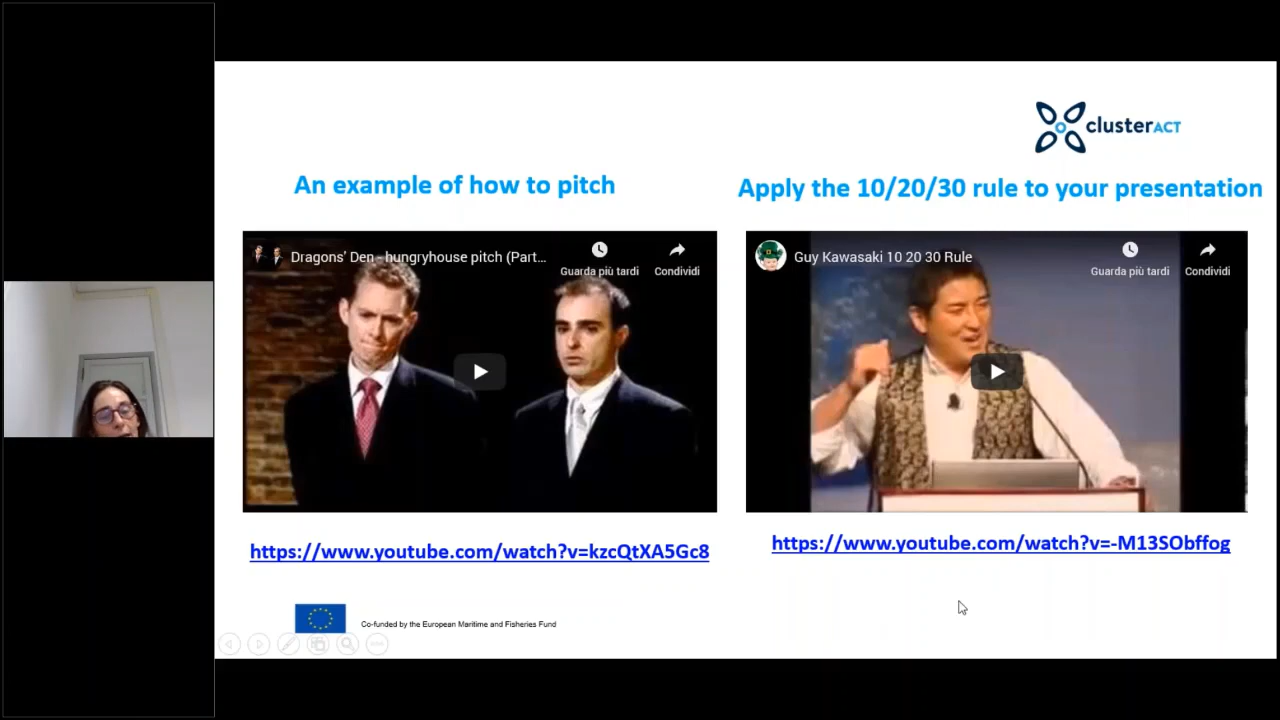 clusterACT
An example of how to pitch
Apply the 10/20/30 rule to your presentation
Dragons' Den - hungryhouse pitch (Part...
Guarda più tardi
Condividi
Guy Kawasaki 10 20 30 Rule
Guarda più tardi
Condividi
https://www.youtube.com/watch?v=kzcQtXA5Gc8
https://www.youtube.com/watch?v=-M13SObffog
Co-funded by the European Maritime and Fisheries Fund